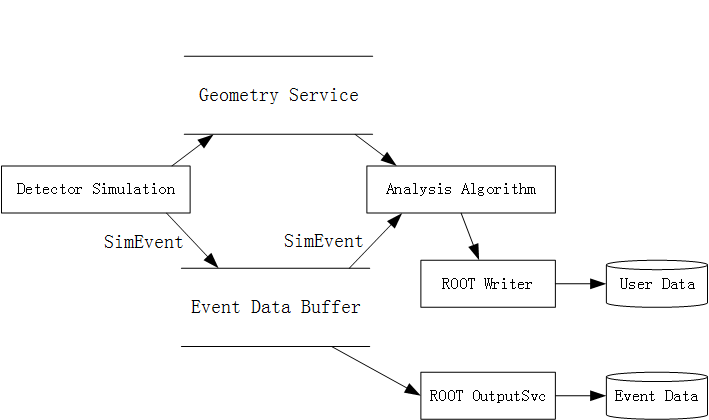 Geometry Service
Detector Simulation
Analysis Algorithm
SimEvent
SimEvent
ROOT Writer
User Data
Event Data Buffer
ROOT OutputSvc
Event Data